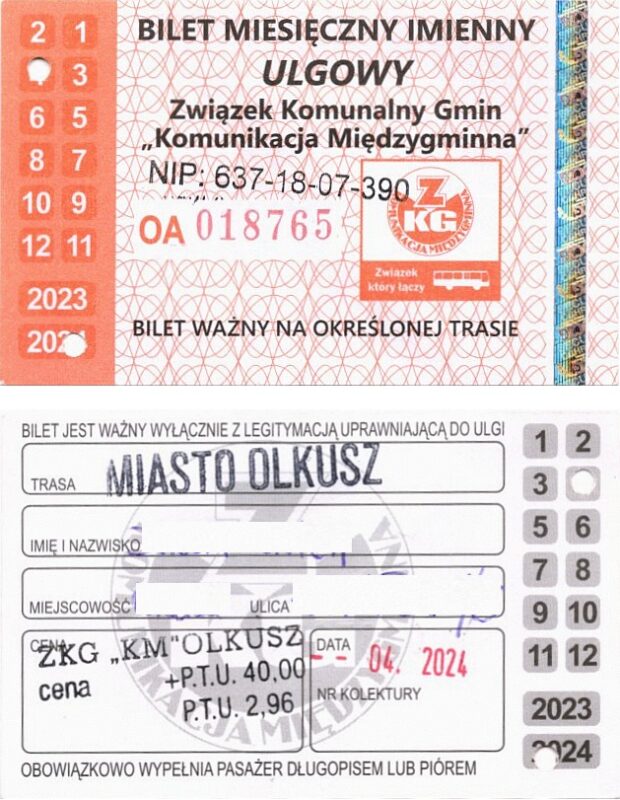 2 1
3
6 5
8 7
10 9
12 11
2023
202
BILET MIESIĘCZNY IMIENNY
ULGOWY
Związek Komunalny Gmin
„Komunikacja Międzygminna”
NIP: 637-18-07-390
OA 018765
ZKG
KOMUNIKACJA MIĘDZYGMINNA
Związek
który łączy
BILET WAŻNY NA OKREŚLONEJ TRASIE
BILET JEST WAŻNY WYŁĄCZNIE Z LEGITYMACJĄ UPRAWNIAJĄCĄ DO ULGI
TRASA MIASTO OLKUSZ
IMIĘ I NAZWISKO
MIEJSCOWOŚĆ ULICA
CENA
ZKG „KM” OLKUSZ
cena +P.T.U. 40,00
P.T.U. 2,96
DATA
- - 04. 2024
NR KOLEKTURY
OBOWIĄZKOWO WYPEŁNIA PASAŻER DŁUGOPISEM LUB PIÓREM
1 2
3
5 6
7 8
9 10
11 12
2023
2024